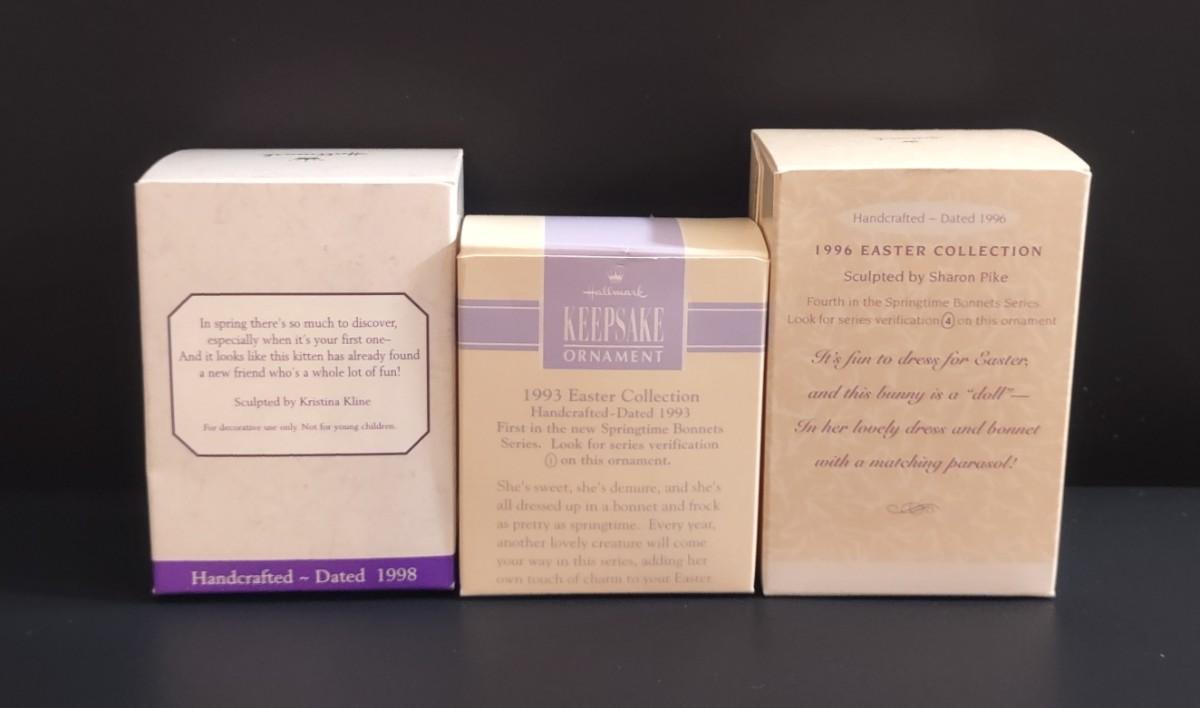 Hallmark
In spring there's so much to discover,
especially when it's your first one–
And it looks like this kitten has already found
a new friend who's a whole lot of fun!
Sculpted by Kristina Kline
For decorative use only. Not for young children.
Handcrafted ~ Dated 1998
Hallmark
KEEPSAKE
ORNAMENT
1993 Easter Collection
Handcrafted-Dated 1993
First in the new Springtime Bonnets
Series. Look for series verification
① on this ornament.
She's sweet, she's demure, and she's
all dressed up in a bonnet and frock
as pretty as springtime. Every year,
another lovely creature will come
your way in this series, adding her
own touch of charm to your Easter
Handcrafted ~ Dated 1996
1996 EASTER COLLECTION
Sculpted by Sharon Pike
Fourth in the Springtime Bonnets Series
Look for series verification ④ on this ornament
It's fun to dress for Easter,
and this bunny is a "doll"—
In her lovely dress and bonnet
with a matching parasol!